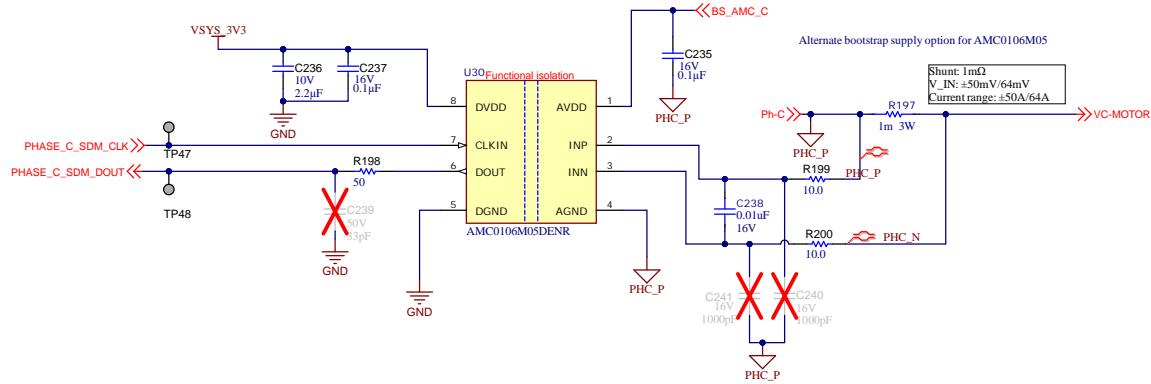 BS_AMC_C
VSYS_3V3
Alternate bootstrap supply option for AMC0106M05
C236
10V
2.2µF
C237
16V
0.1µF
C235
16V
0.1µF
U30
Functional isolation
Shunt: 1mΩ
V_IN: ±50mV/64mV
Current range: ±50A/64A
GND
8
DVDD
AVDD
1
PHC_P
Ph-C
R197
1m 3W
VC-MOTOR
PHASE_C_SDM_CLK
TP47
7
CLKIN
INP
2
PHC_P
PHC_P
PHASE_C_SDM_DOUT
R198
50
6
DOUT
INN
3
R199
10.0
TP48
C239
50V
33pF
5
DGND
AGND
4
C238
0.01uF
16V
AMC0106M05DENR
R200
10.0
PHC_N
GND
PHC_P
GND
C241
16V
1000pF
C240
16V
1000pF
PHC_P